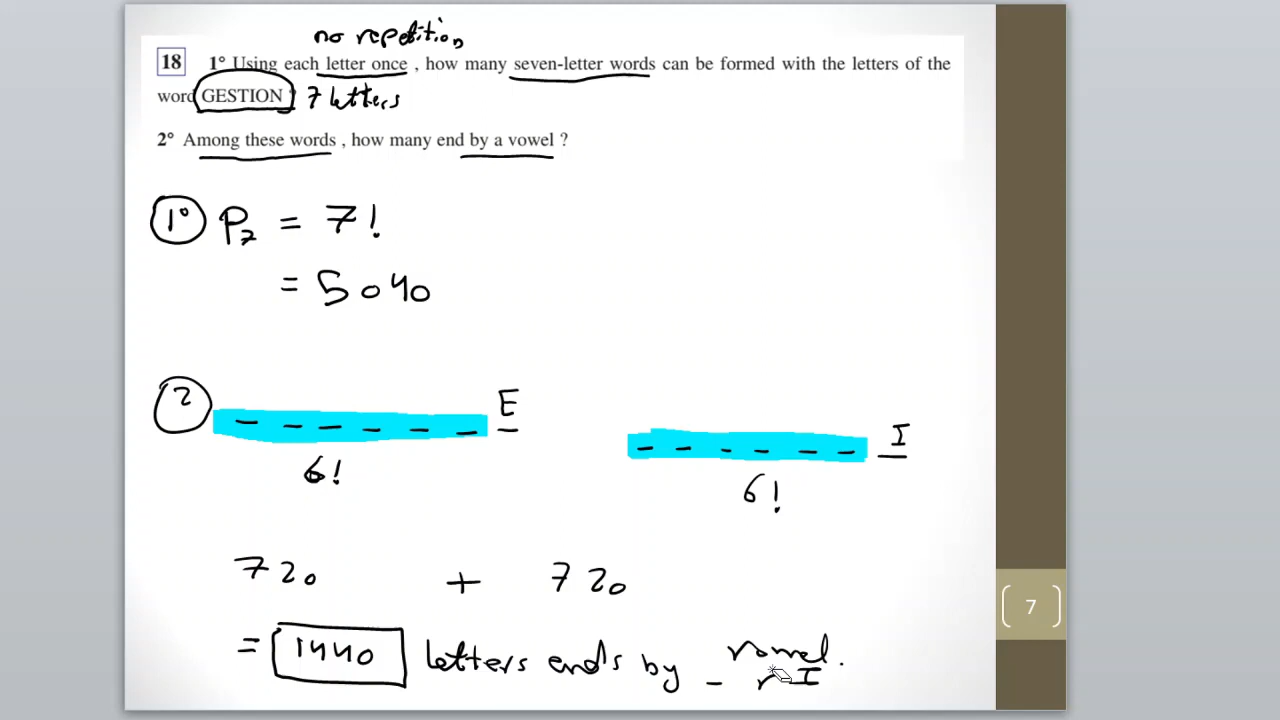 no repetition
18 1° Using each letter once , how many seven-letter words can be formed with the letters of the
word GESTION 7 letters
2° Among these words , how many end by a vowel ?
1° P7 = 7!
= 5040
2 _ _ _ _ _ _ E _ _ _ _ _ _ I
6! 6!
720 + 720
7
= 1440 letters ends by vowel.
I